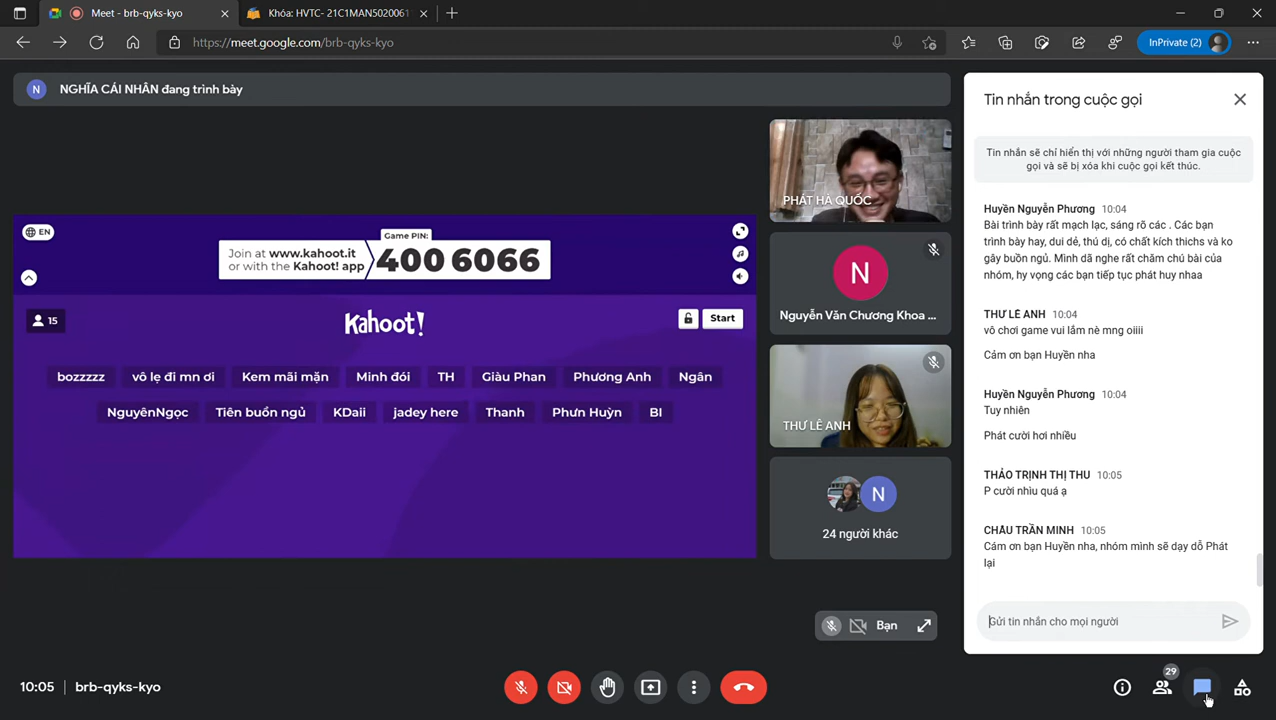 Meet - brb-qyks-kyo
Khóa: HVTC- 21C1MAN5020061
https://meet.google.com/brb-qyks-kyo
InPrivate (2)
N
NGHĨA CÁI NHÂN đang trình bày
EN
Join at www.kahoot.it
or with the Kahoot! app
Game PIN:
400 6066
15
Kahoot!
Start
bozzzzz
vô lẹ đi mn ơi
Kem mãi mặn
Minh đói
TH
Giàu Phan
Phương Anh
Ngân
NguyênNgọc
Tiên buồn ngủ
KDaii
jadey here
Thanh
Phưn Huỳn
BI
PHÁT HÀ QUỐC
N
Nguyễn Văn Chương Khoa ...
THƯ LÊ ANH
N
24 người khác
Bạn
Tin nhắn trong cuộc gọi
Tin nhắn sẽ chỉ hiển thị với những người tham gia cuộc
gọi và sẽ bị xóa khi cuộc gọi kết thúc.
Huyền Nguyễn Phương 10:04
Bài trình bày rất mạch lạc, sáng rõ các . Các bạn
trình bày hay, dui dẻ, thú dị, có chất kích thichs và ko
gây buồn ngủ. Mình đã nghe rất chăm chú bài của
nhóm, hy vọng các bạn tiếp tục phát huy nhaa
THƯ LÊ ANH 10:04
vô chơi game vui lắm nè mng oiiii
Cảm ơn bạn Huyền nha
Huyền Nguyễn Phương 10:04
Tuy nhiên
Phát cười hơi nhiều
THẢO TRỊNH THỊ THU 10:05
P cười nhìu quá ạ
CHÂU TRẦN MINH 10:05
Cám ơn bạn Huyền nha, nhóm mình sẽ dạy dỗ Phát
lại
Gửi tin nhắn cho mọi người
10:05 | brb-qyks-kyo
29